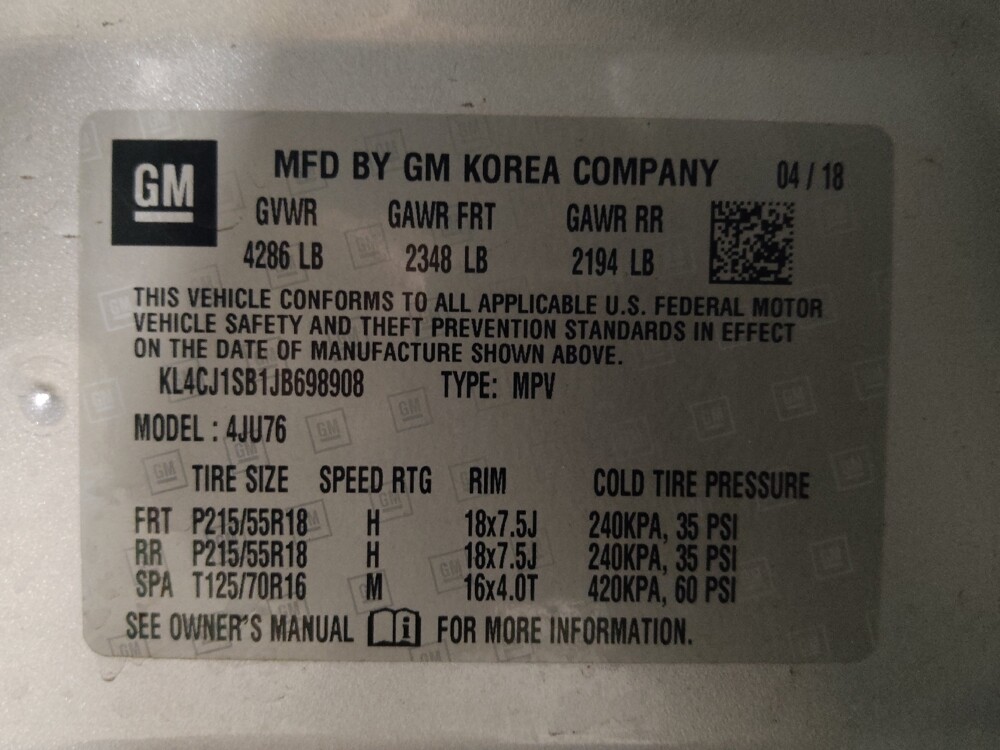 GM MFD BY GM KOREA COMPANY 04 / 18
GVWR GAWR FRT GAWR RR
4286 LB 2348 LB 2194 LB
THIS VEHICLE CONFORMS TO ALL APPLICABLE U.S. FEDERAL MOTOR
VEHICLE SAFETY AND THEFT PREVENTION STANDARDS IN EFFECT
ON THE DATE OF MANUFACTURE SHOWN ABOVE.
KL4CJ1SB1JB698908 TYPE: MPV
MODEL : 4JU76
TIRE SIZE SPEED RTG RIM COLD TIRE PRESSURE
FRT P215/55R18 H 18x7.5J 240KPA, 35 PSI
RR P215/55R18 H 18x7.5J 240KPA, 35 PSI
SPA T125/70R16 M 16x4.0T 420KPA, 60 PSI
SEE OWNER'S MANUAL i FOR MORE INFORMATION.